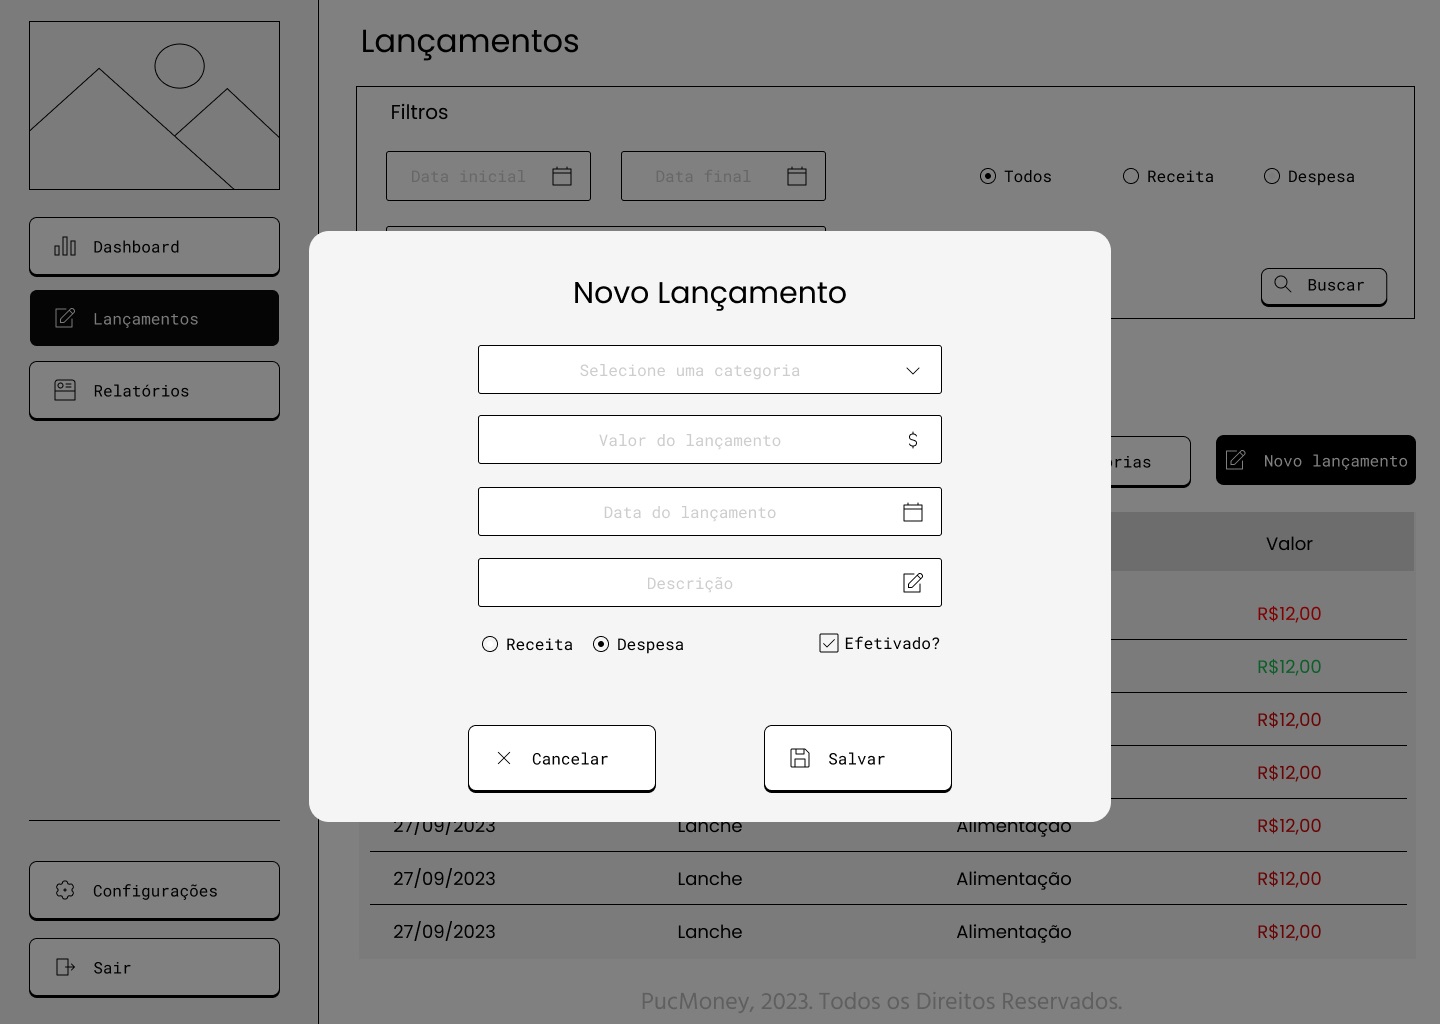 Lançamentos
Filtros
Data inicial
Data final
Todos
Receita
Despesa
Dashboard
Buscar
Novo Lançamento
Lançamentos
Selecione uma categoria
Relatórios
Valor do lançamento
$
Novo lançamento
Data do lançamento
Valor
Descrição
R$12,00
Receita
Despesa
Efetivado?
R$12,00
R$12,00
Cancelar
Salvar
R$12,00
27/09/2023 Lanche Alimentação R$12,00
27/09/2023 Lanche Alimentação R$12,00
Configurações
27/09/2023 Lanche Alimentação R$12,00
Sair
PucMoney, 2023. Todos os Direitos Reservados.